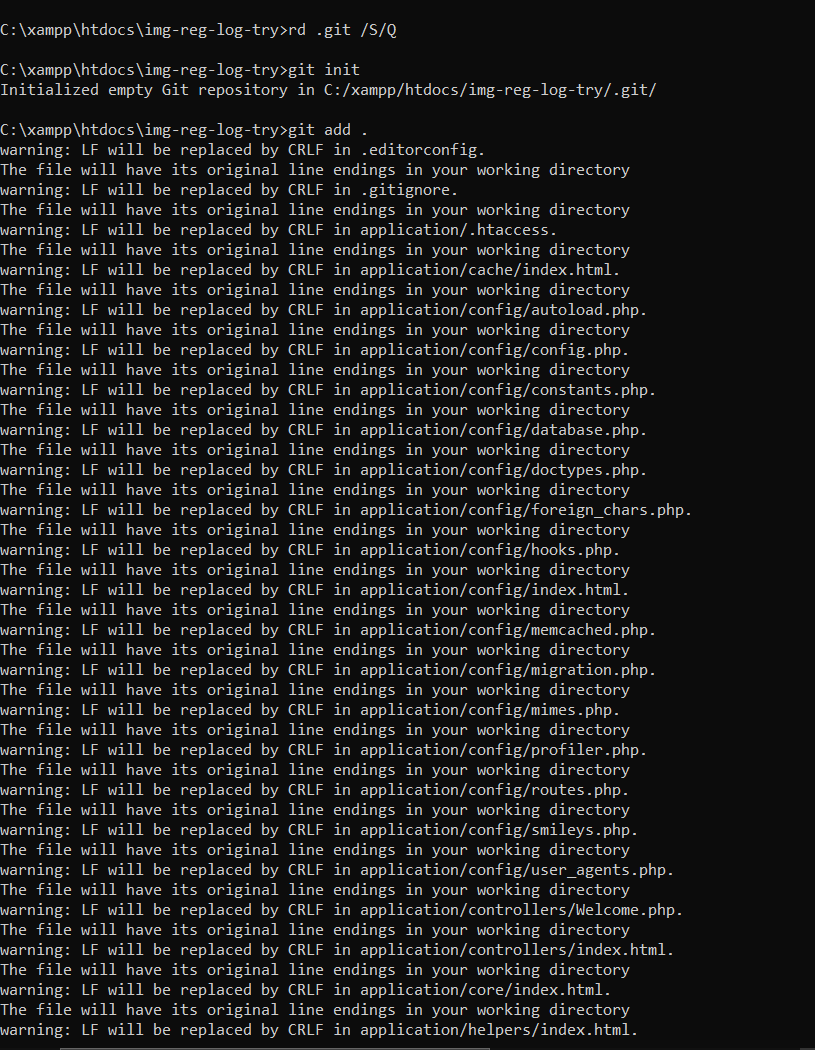 C:\xampp\htdocs\img-reg-log-try>rd .git /S/Q
C:\xampp\htdocs\img-reg-log-try>git init
Initialized empty Git repository in C:/xampp/htdocs/img-reg-log-try/.git/
C:\xampp\htdocs\img-reg-log-try>git add .
warning: LF will be replaced by CRLF in .editorconfig.
The file will have its original line endings in your working directory
warning: LF will be replaced by CRLF in .gitignore.
The file will have its original line endings in your working directory
warning: LF will be replaced by CRLF in application/.htaccess.
The file will have its original line endings in your working directory
warning: LF will be replaced by CRLF in application/cache/index.html.
The file will have its original line endings in your working directory
warning: LF will be replaced by CRLF in application/config/autoload.php.
The file will have its original line endings in your working directory
warning: LF will be replaced by CRLF in application/config/config.php.
The file will have its original line endings in your working directory
warning: LF will be replaced by CRLF in application/config/constants.php.
The file will have its original line endings in your working directory
warning: LF will be replaced by CRLF in application/config/database.php.
The file will have its original line endings in your working directory
warning: LF will be replaced by CRLF in application/config/doctypes.php.
The file will have its original line endings in your working directory
warning: LF will be replaced by CRLF in application/config/foreign_chars.php.
The file will have its original line endings in your working directory
warning: LF will be replaced by CRLF in application/config/hooks.php.
The file will have its original line endings in your working directory
warning: LF will be replaced by CRLF in application/config/index.html.
The file will have its original line endings in your working directory
warning: LF will be replaced by CRLF in application/config/memcached.php.
The file will have its original line endings in your working directory
warning: LF will be replaced by CRLF in application/config/migration.php.
The file will have its original line endings in your working directory
warning: LF will be replaced by CRLF in application/config/mimes.php.
The file will have its original line endings in your working directory
warning: LF will be replaced by CRLF in application/config/profiler.php.
The file will have its original line endings in your working directory
warning: LF will be replaced by CRLF in application/config/routes.php.
The file will have its original line endings in your working directory
warning: LF will be replaced by CRLF in application/config/smileys.php.
The file will have its original line endings in your working directory
warning: LF will be replaced by CRLF in application/config/user_agents.php.
The file will have its original line endings in your working directory
warning: LF will be replaced by CRLF in application/controllers/Welcome.php.
The file will have its original line endings in your working directory
warning: LF will be replaced by CRLF in application/controllers/index.html.
The file will have its original line endings in your working directory
warning: LF will be replaced by CRLF in application/core/index.html.
The file will have its original line endings in your working directory
warning: LF will be replaced by CRLF in application/helpers/index.html.